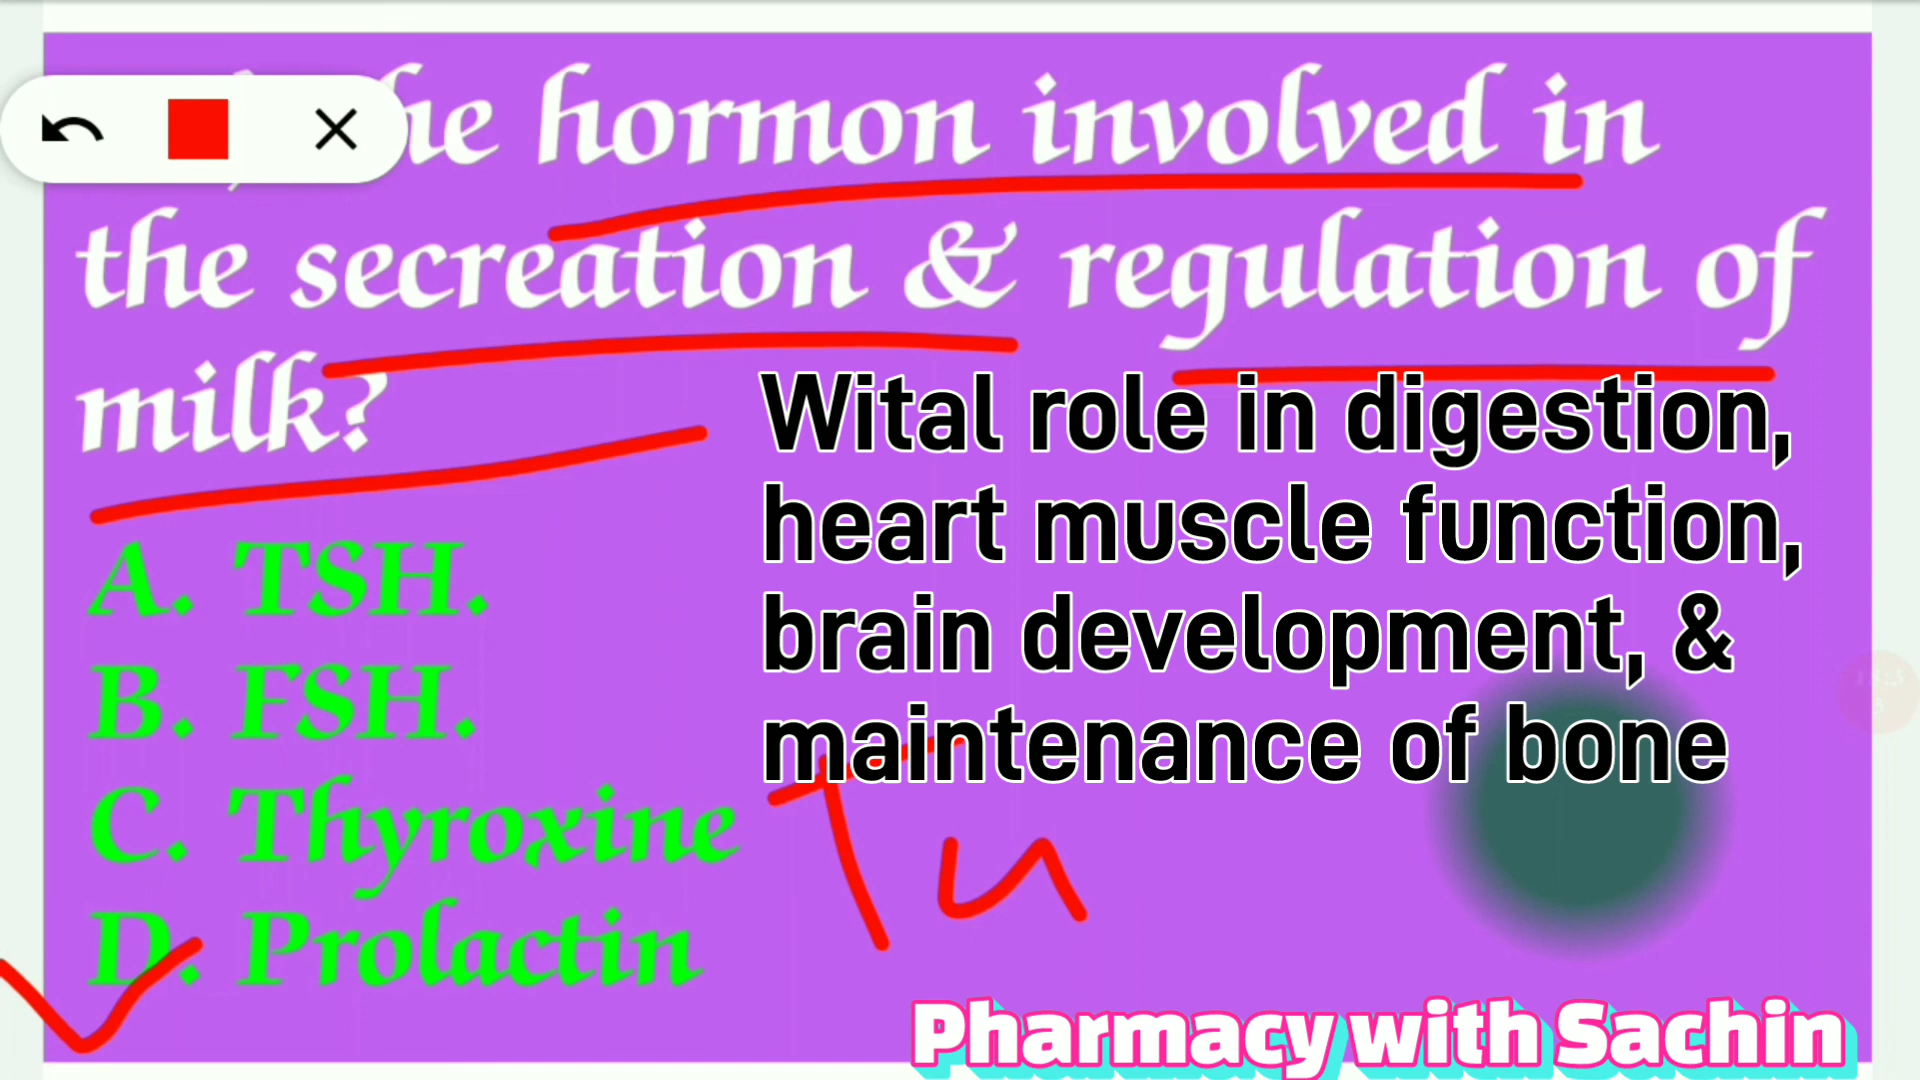 he hormon involved in
the secreation & regulation of
milk?
Wital role in digestion,
heart muscle function,
brain development, &
maintenance of bone
A. TSH.
B. FSH.
C. Thyroxine
D. Prolactin
Pharmacy with Sachin